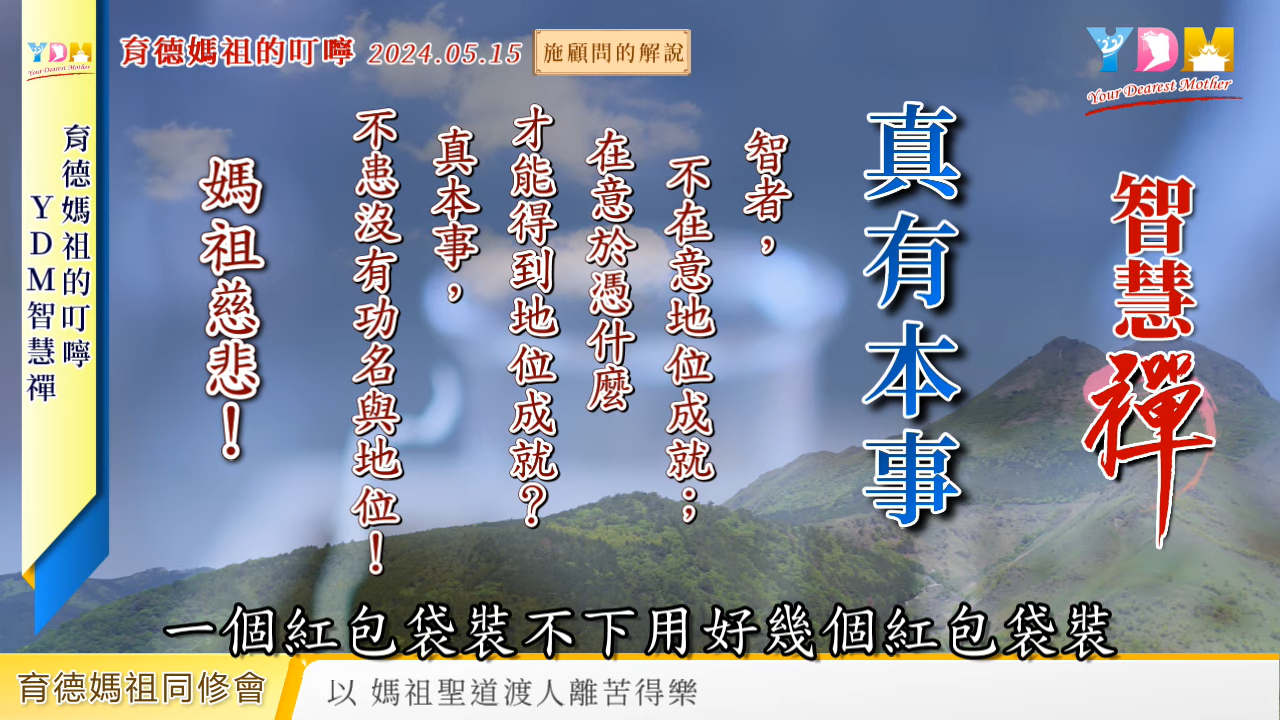 育德媽祖的叮嚀 2024.05.15 施顧問的解說
YDM
Your Dearest Mother
YDM
Your Dearest Mother
智慧禪
真有本事
智者，
不在意地位成就；
在意於憑什麼
才能得到地位成就？
真本事，
不患沒有功名與地位！
媽祖慈悲！
育德媽祖的叮嚀
YDM智慧禪
一個紅包袋裝不下用好幾個紅包袋裝
育德媽祖同修會
以 媽祖聖道渡人離苦得樂